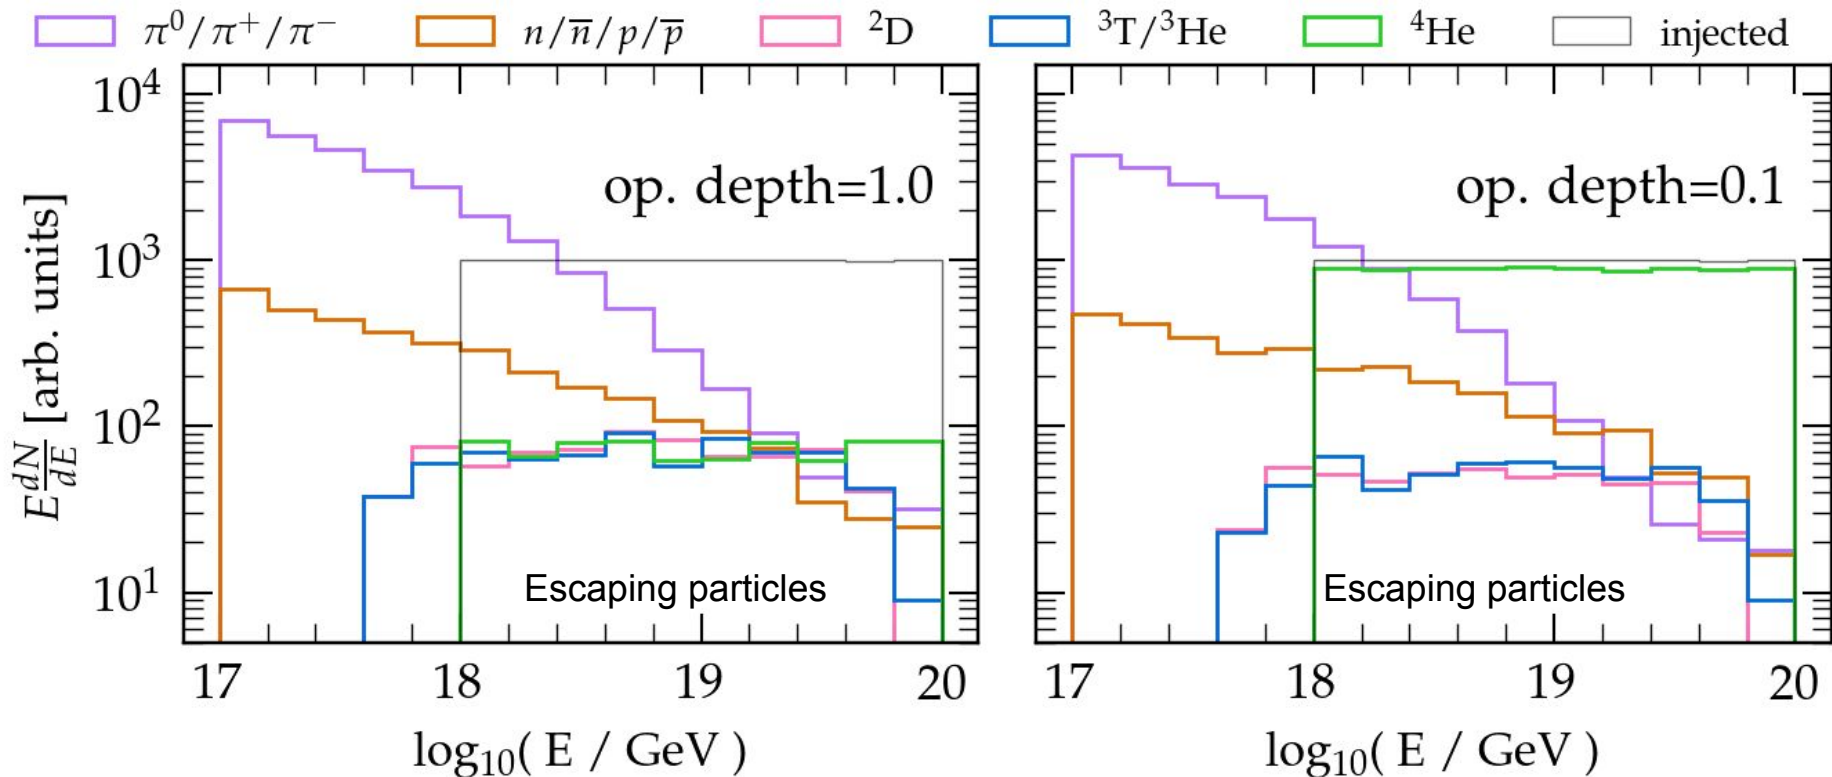 π⁰/π⁺/π⁻ n/n̅/p/p̅ ²D ³T/³He ⁴He injected
op. depth=1.0
op. depth=0.1
E dN/dE [arb. units]
10⁴
10³
10²
10¹
Escaping particles
Escaping particles
17 18 19 20
17 18 19 20
log₁₀( E / GeV )
log₁₀( E / GeV )